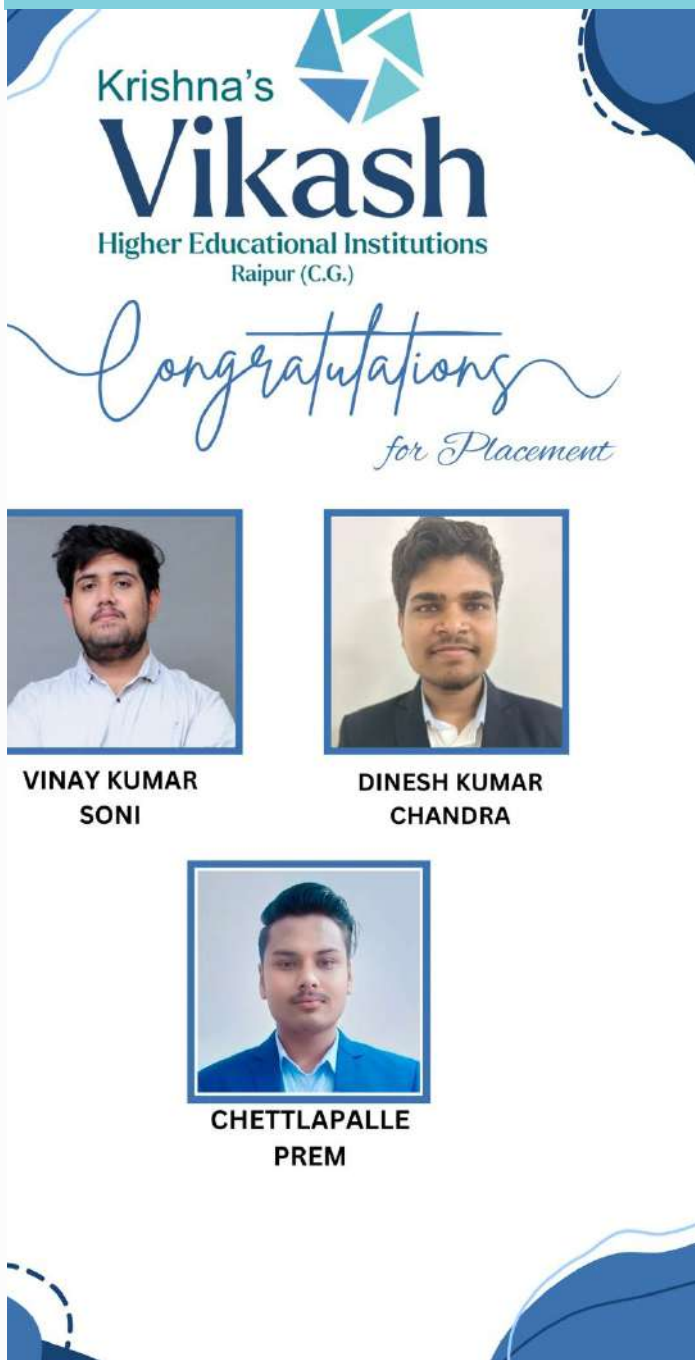 Krishna's
Vikash
Higher Educational Institutions
Raipur (C.G.)
Congratulations
for Placement
VINAY KUMAR
SONI
DINESH KUMAR
CHANDRA
CHETTLAPALLE
PREM